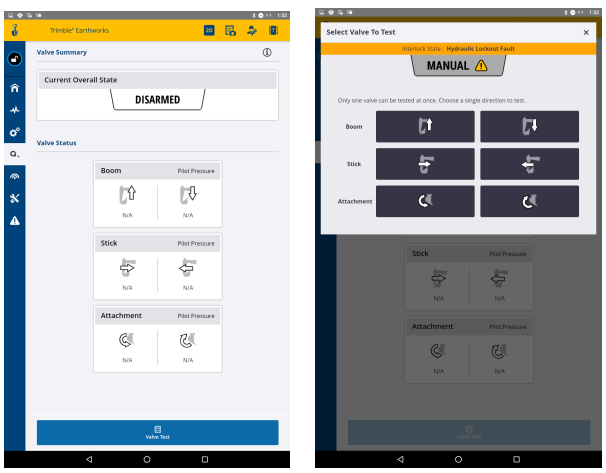 1:52
Trimble® Earthworks
2D
Valve Summary
Current Overall State
DISARMED
Valve Status
Boom Pilot Pressure
N/A N/A
Stick Pilot Pressure
N/A N/A
Attachment Pilot Pressure
N/A N/A
Valve Test
1:52
Select Valve To Test
Interlock State : Hydraulic Lockout Fault
MANUAL
Only one valve can be tested at once. Choose a single direction to test.
Boom
Stick
Attachment
Stick Pilot Pressure
N/A N/A
Attachment Pilot Pressure
N/A N/A
Valve Test